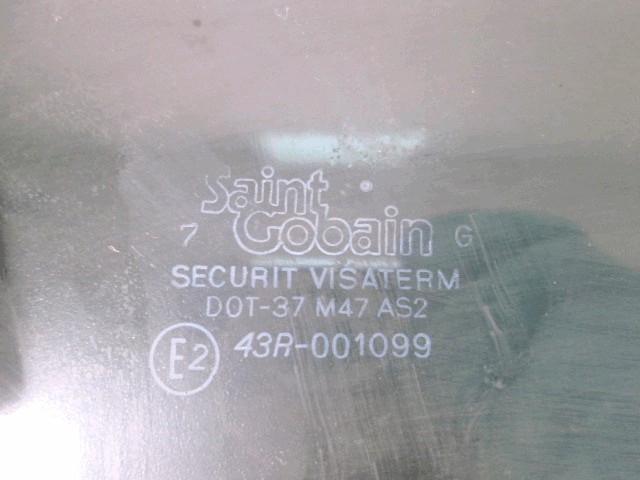 Saint
7 Gobain G
SECURIT VISATERM
DOT-37 M47 AS2
E2 43R-001099